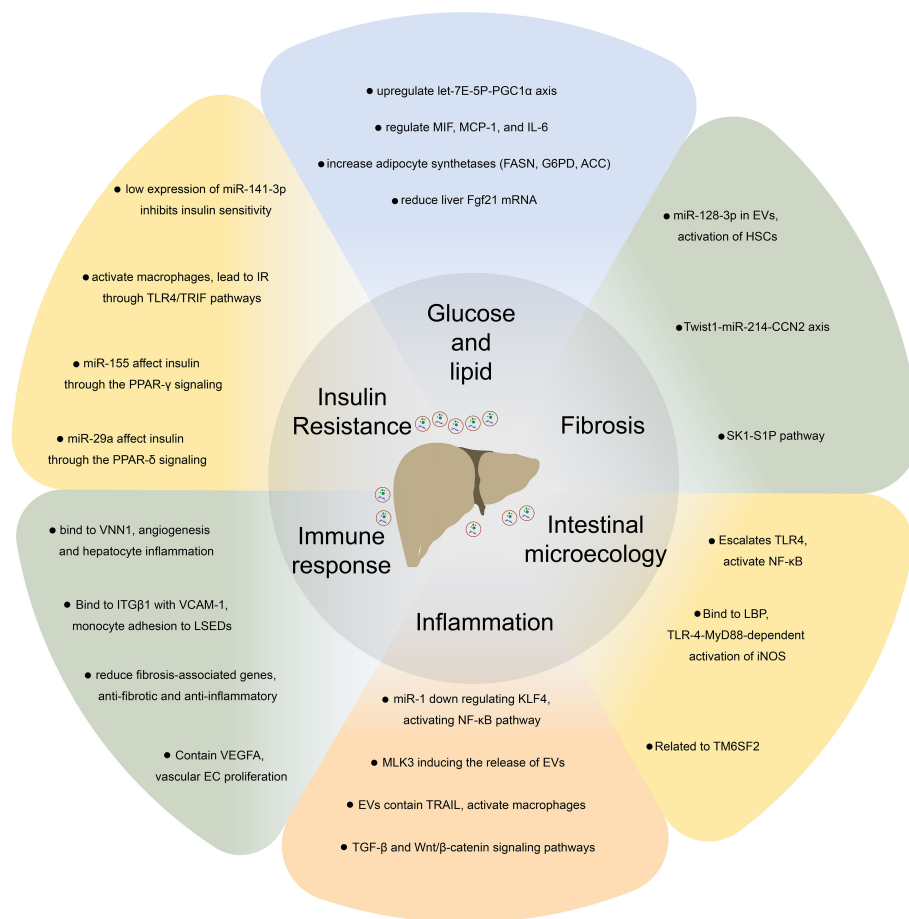 ● upregulate let-7E-5P-PGC1α axis
● regulate MIF, MCP-1, and IL-6
● increase adipocyte synthetases (FASN, G6PD, ACC)
● reduce liver Fgf21 mRNA
● low expression of miR-141-3p
inhibits insulin sensitivity
● activate macrophages, lead to IR
through TLR4/TRIF pathways
● miR-155 affect insulin
through the PPAR-γ signaling
● miR-29a affect insulin
through the PPAR-δ signaling
● miR-128-3p in EVs,
activation of HSCs
● Twist1-miR-214-CCN2 axis
● SK1-S1P pathway
Glucose
and
lipid
Insulin
Resistance
Fibrosis
Immune
response
Intestinal
microecology
Inflammation
● bind to VNN1, angiogenesis
and hepatocyte inflammation
● Bind to ITGβ1 with VCAM-1,
monocyte adhesion to LSEDs
● reduce fibrosis-associated genes,
anti-fibrotic and anti-inflammatory
● Contain VEGFA,
vascular EC proliferation
● Escalates TLR4,
activate NF-κB
● Bind to LBP,
TLR-4-MyD88-dependent
activation of iNOS
● Related to TM6SF2
● miR-1 down regulating KLF4,
activating NF-κB pathway
● MLK3 inducing the release of EVs
● EVs contain TRAIL, activate macrophages
● TGF-β and Wnt/β-catenin signaling pathways